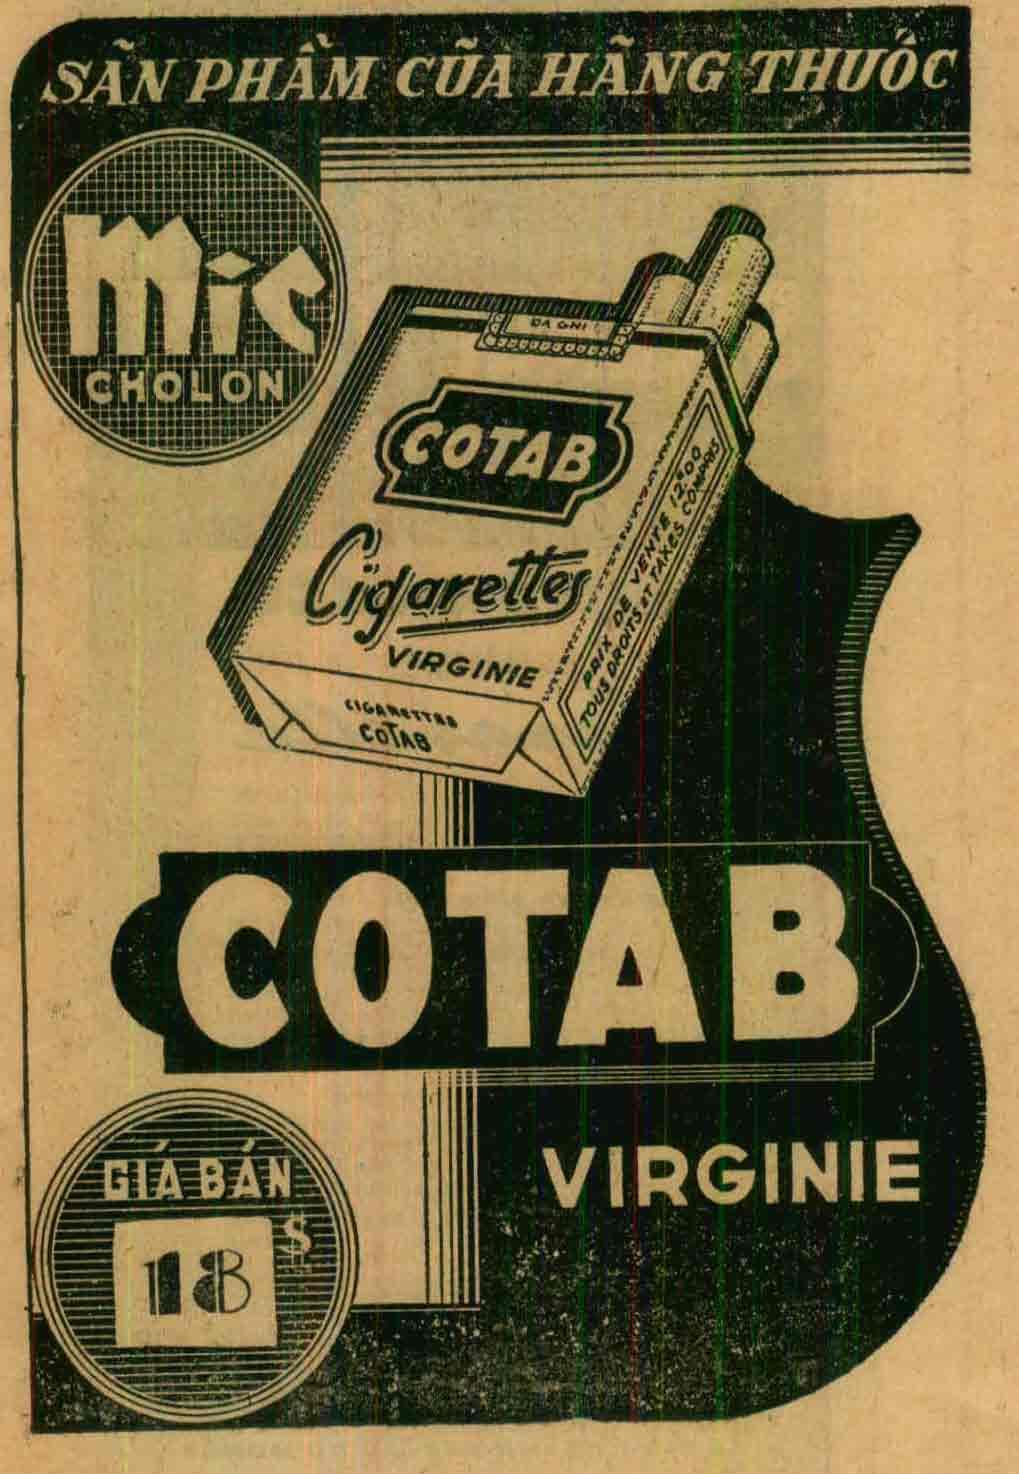 SẪN PHẨM CŨA HÃNG THUỐC
Mic
CHOLON
COTAB
Cigarettes
VIRGINIE
CIGARETTES
COTAB
PRIX DE VENTE 12$00
TOUS DROITS ET TAXES COMPRIS
COTAB
VIRGINIE
GIÁ BÁN
18$